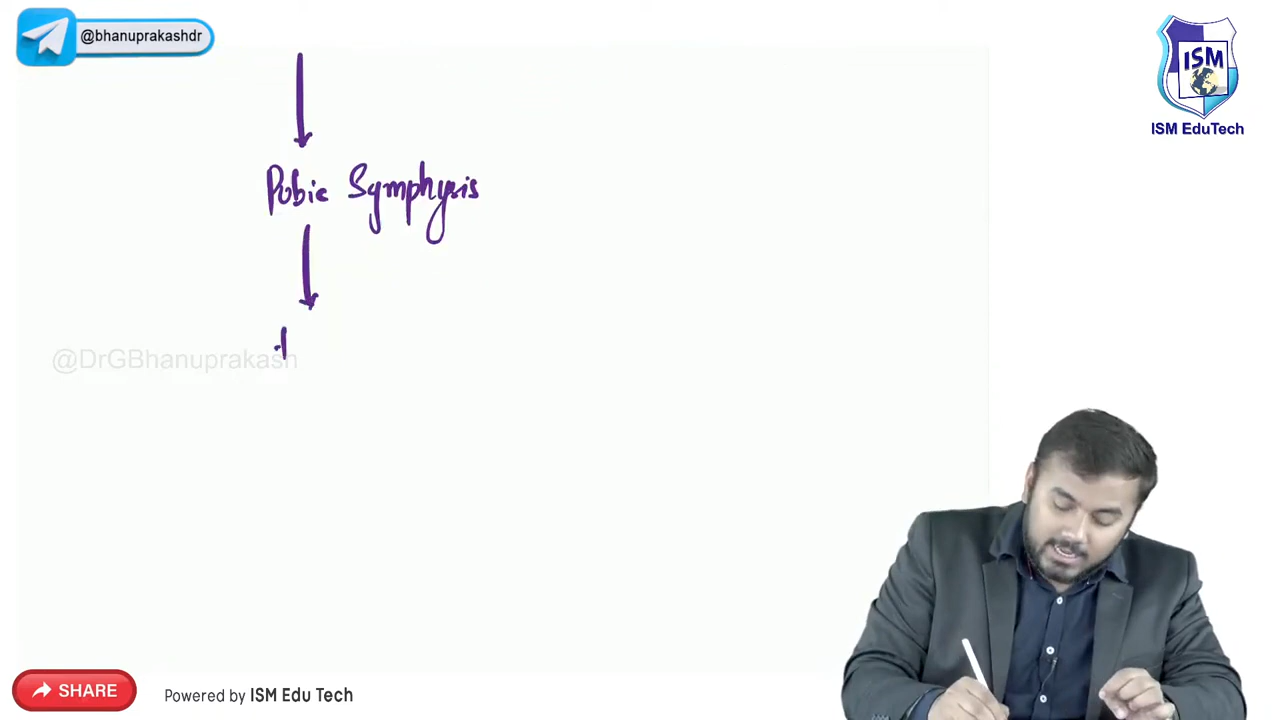 @bhanuprakashdr
ISM
ISM EduTech
Pubic Symphysis
@DrGBhanuprakash
SHARE
Powered by ISM Edu Tech